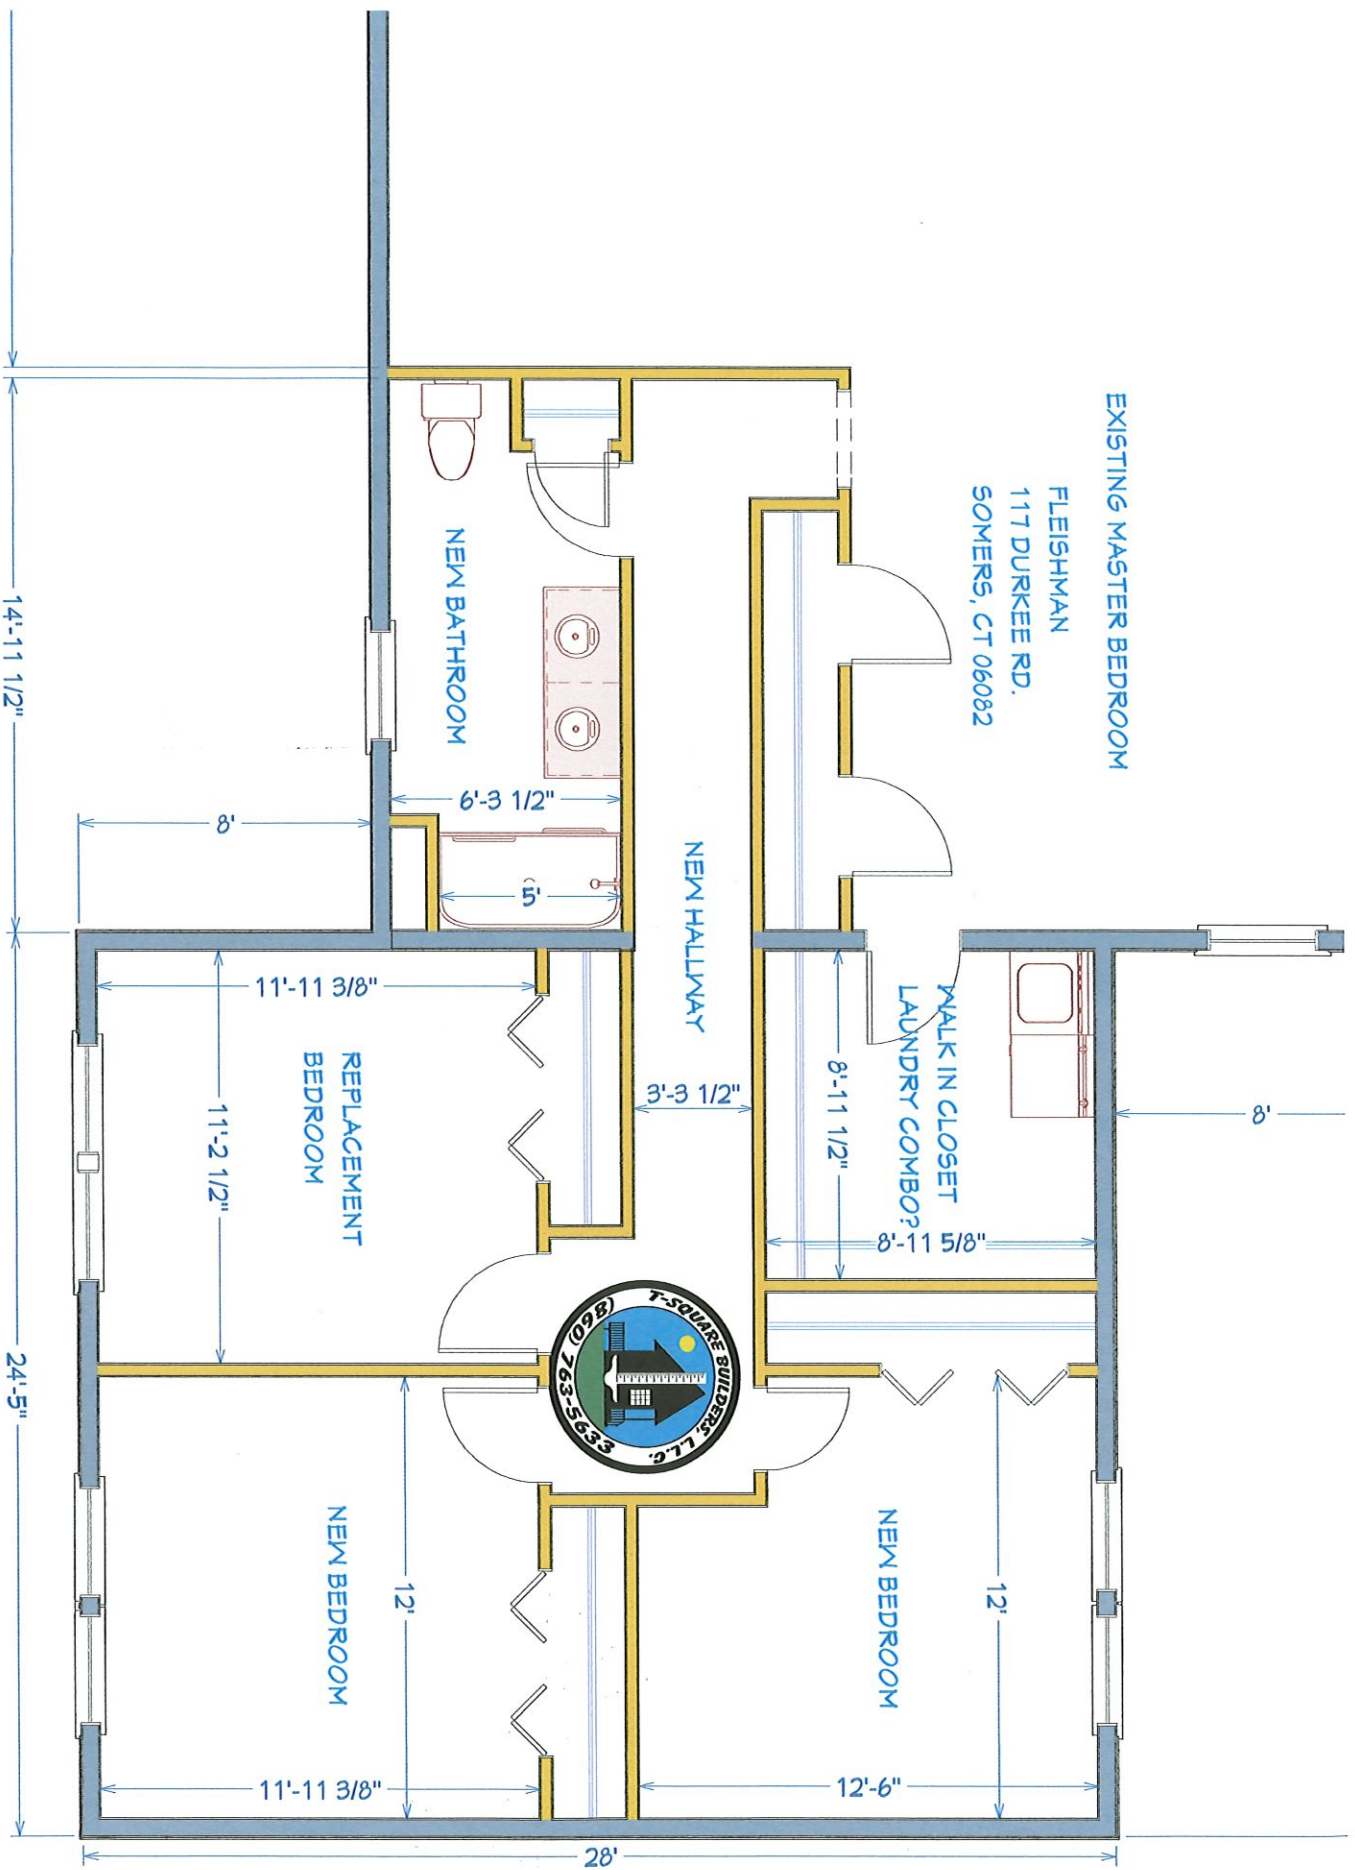 EXISTING MASTER BEDROOM
FLEISHMAN
117 DURKEE RD.
SOMERS, CT 06082
NEW BATHROOM
6'-3 1/2"
5'
8'
14'-11 1/2"
NEW HALLWAY
3'-3 1/2"
WALK IN CLOSET
LAUNDRY COMBO?
8'-11 1/2"
8'-11 5/8"
8'
11'-11 3/8"
REPLACEMENT
BEDROOM
11'-2 1/2"
24'-5"
T-SQUARE BUILDERS, L.L.C.
(860) 763-5633
NEW BEDROOM
12'
11'-11 3/8"
NEW BEDROOM
12'
12'-6"
28'